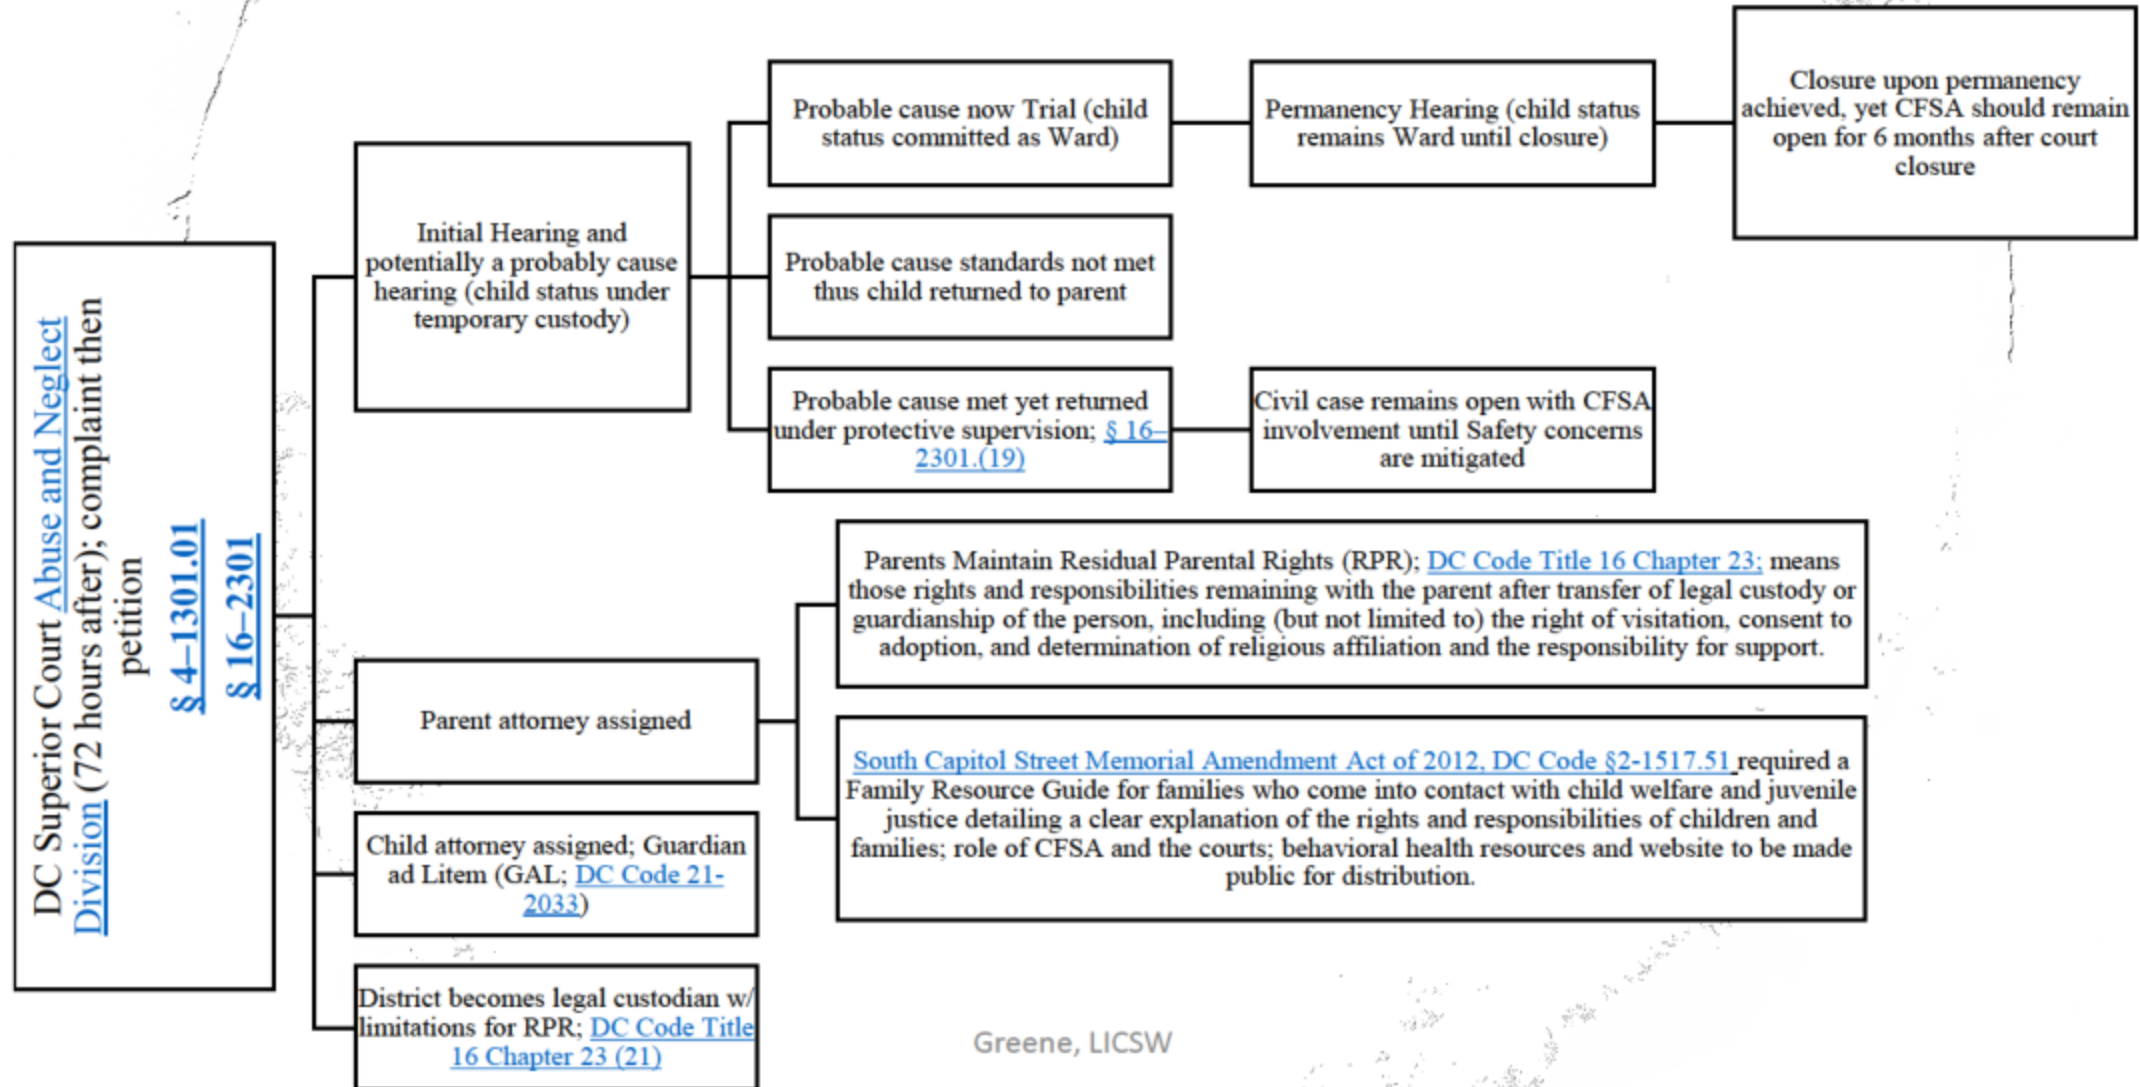 DC Superior Court Abuse and Neglect
Division (72 hours after); complaint then
petition
§ 4–1301.01
§ 16–2301
Initial Hearing and
potentially a probably cause
hearing (child status under
temporary custody)
Probable cause now Trial (child
status committed as Ward)
Permanency Hearing (child status
remains Ward until closure)
Closure upon permanency
achieved, yet CFSA should remain
open for 6 months after court
closure
Probable cause standards not met
thus child returned to parent
Probable cause met yet returned
under protective supervision; § 16–
2301.(19)
Civil case remains open with CFSA
involvement until Safety concerns
are mitigated
Parent attorney assigned
Parents Maintain Residual Parental Rights (RPR); DC Code Title 16 Chapter 23; means
those rights and responsibilities remaining with the parent after transfer of legal custody or
guardianship of the person, including (but not limited to) the right of visitation, consent to
adoption, and determination of religious affiliation and the responsibility for support.
South Capitol Street Memorial Amendment Act of 2012, DC Code §2-1517.51 required a
Family Resource Guide for families who come into contact with child welfare and juvenile
justice detailing a clear explanation of the rights and responsibilities of children and
families; role of CFSA and the courts; behavioral health resources and website to be made
public for distribution.
Child attorney assigned; Guardian
ad Litem (GAL; DC Code 21-
2033)
District becomes legal custodian w/
limitations for RPR; DC Code Title
16 Chapter 23 (21)
Greene, LICSW